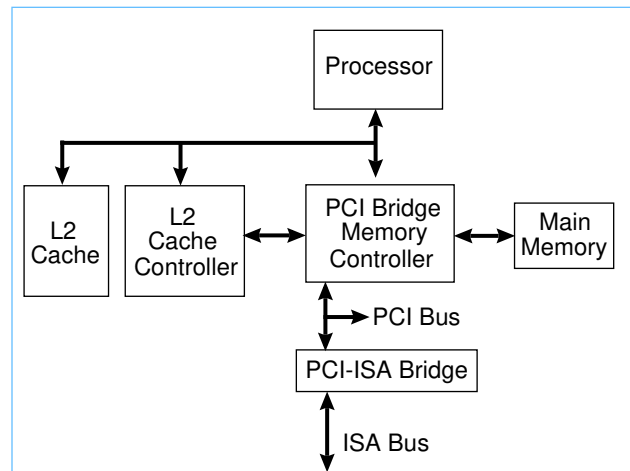 Processor
L2
Cache
L2
Cache
Controller
PCI Bridge
Memory
Controller
Main
Memory
PCI Bus
PCI-ISA Bridge
ISA Bus